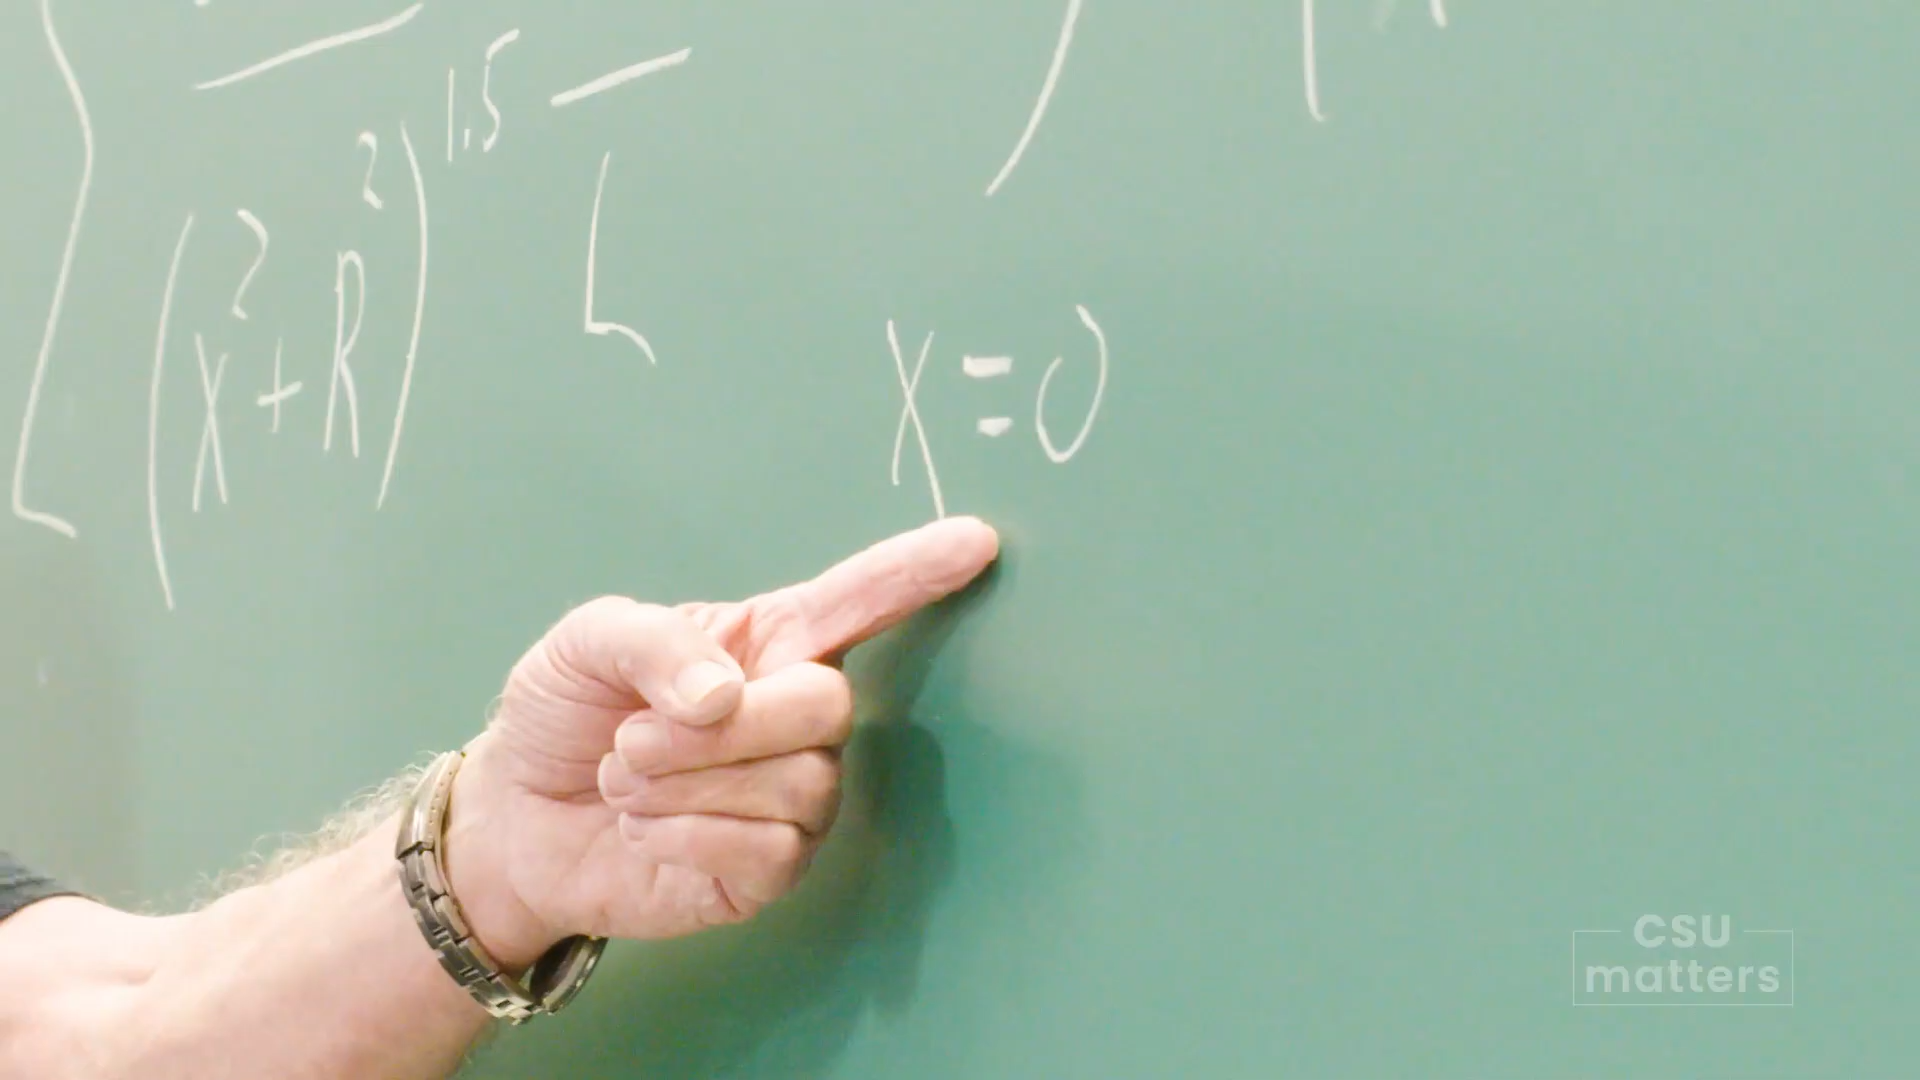 (x² + R²)^1.5 —
x = 0
CSU
matters